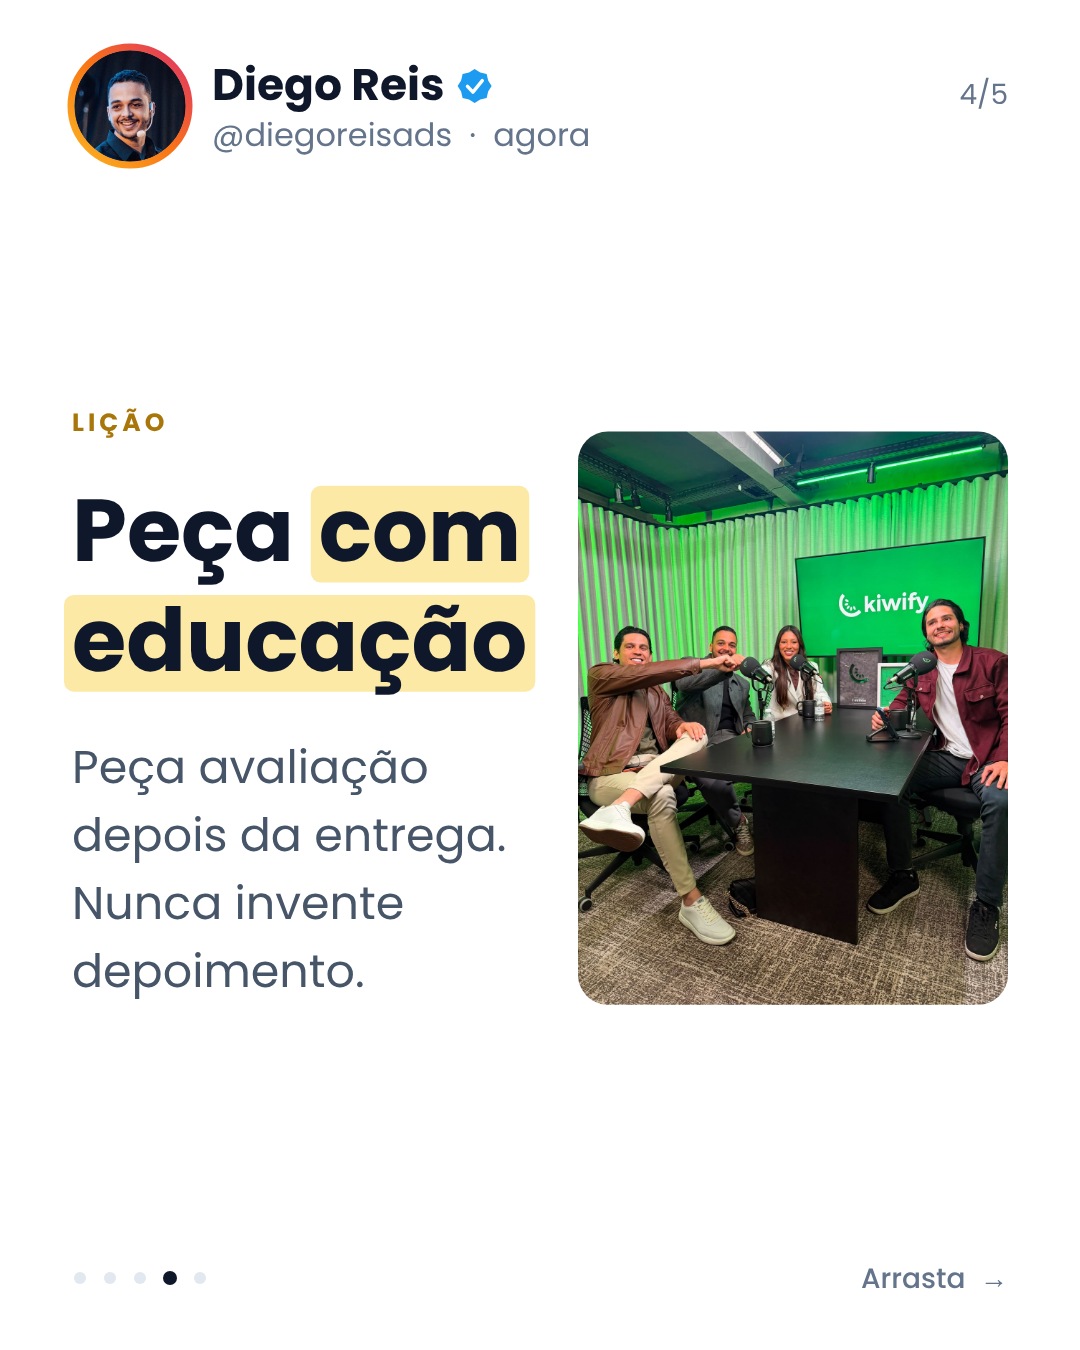 Diego Reis
@diegoreisads · agora
4/5
LIÇÃO
Peça com
educação
Peça avaliação
depois da entrega.
Nunca invente
depoimento.
kiwify
Arrasta →